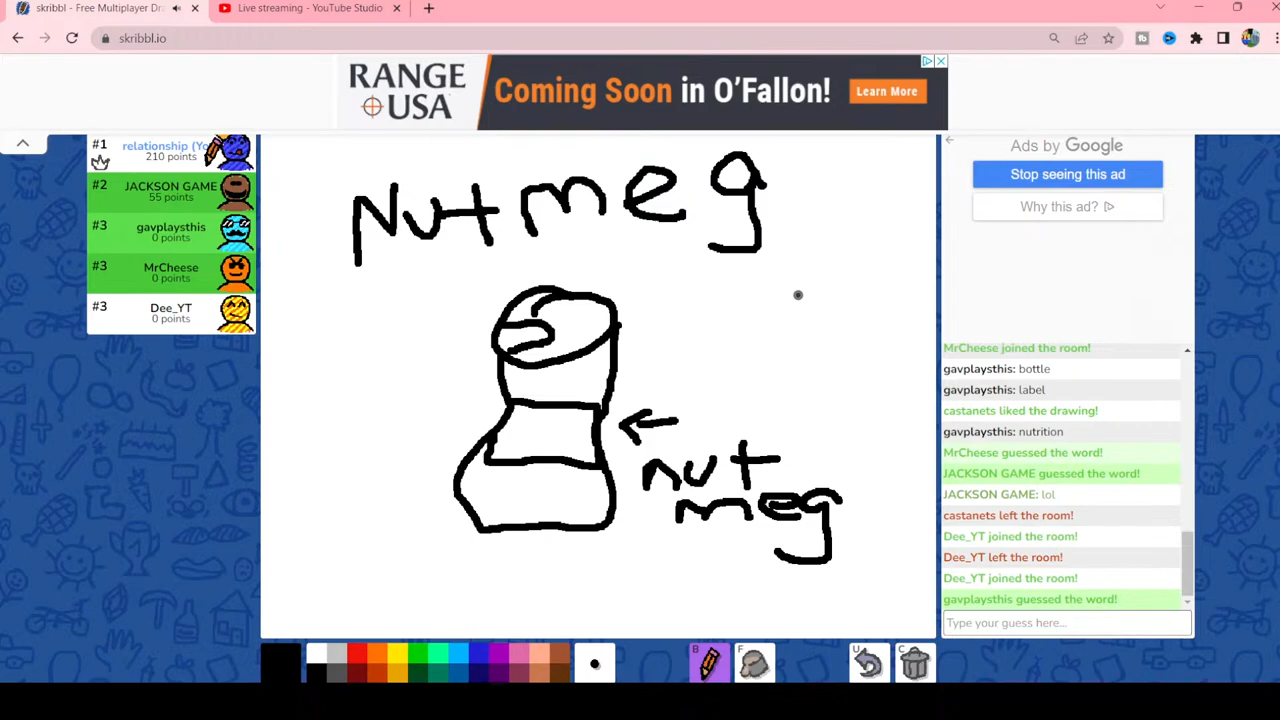 skribbl - Free Multiplayer Dra
Live streaming - YouTube Studio
skribbl.io
RANGE
USA
Coming Soon in O'Fallon!
Learn More
#1
relationship (Yo
210 points
#2
JACKSON GAME
55 points
#3
gavplaysthis
0 points
#3
MrCheese
0 points
#3
Dee_YT
0 points
Nutmeg
nut
meg
Ads by Google
Stop seeing this ad
Why this ad?
MrCheese joined the room!
gavplaysthis: bottle
gavplaysthis: label
castanets liked the drawing!
gavplaysthis: nutrition
MrCheese guessed the word!
JACKSON GAME guessed the word!
JACKSON GAME: lol
castanets left the room!
Dee_YT joined the room!
Dee_YT left the room!
Dee_YT joined the room!
gavplaysthis guessed the word!
Type your guess here...
B
F
U
C